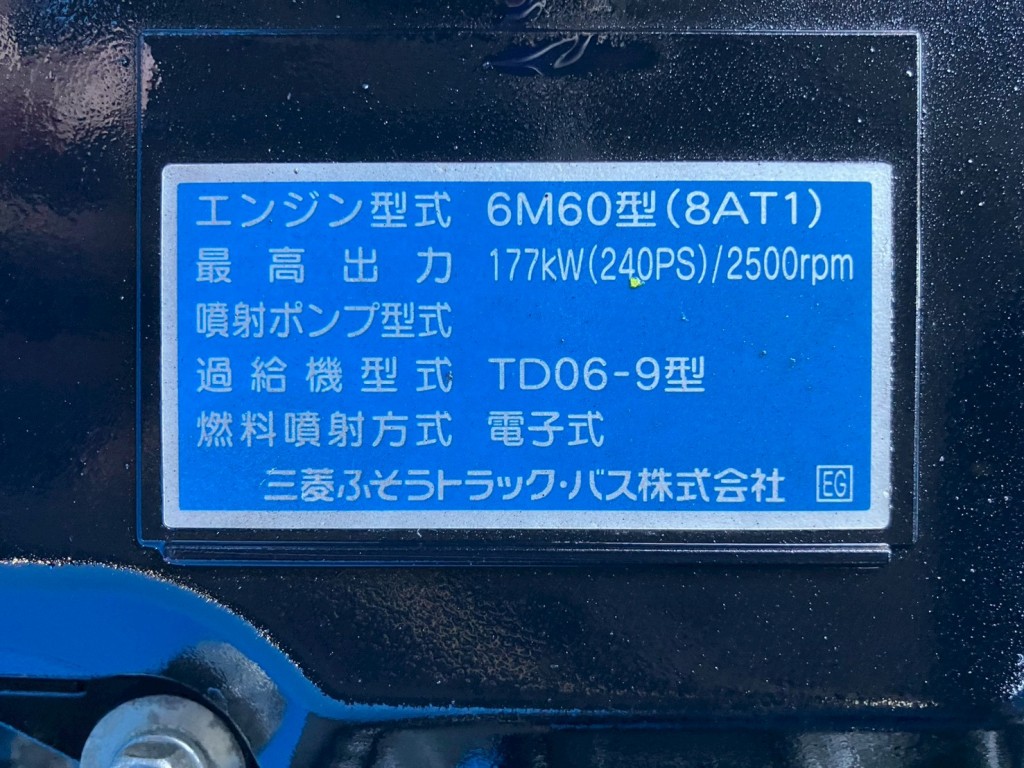 エンジン型式 6M60型(8AT1)
最高出力 177kW(240PS)/2500rpm
噴射ポンプ型式
過給機型式 TD06-9型
燃料噴射方式 電子式
三菱ふそうトラック・バス株式会社 EG